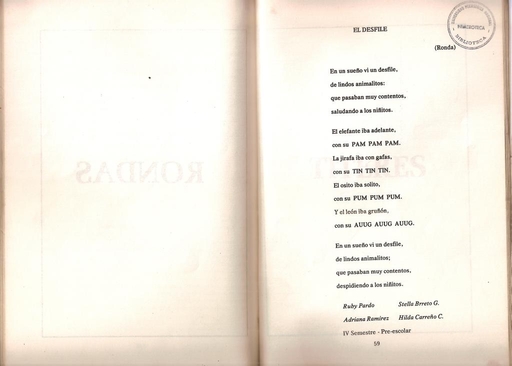 EL DESFILE
(Ronda)
BIBLIOTECA
En un sueño vi un desfile,
de lindos animalitos:
que pasaban muy contentos,
saludando a los niñitos.
El elefante iba adelante,
con su PAM PAM PAM.
La jirafa iba con gafas,
con su TIN TIN TIN.
El osito iba solito,
con su PUM PUM PUM.
Y el león iba gruñón,
con su AUUG AUUG AUUG.
En un sueño vi un desfile,
de lindos animalitos;
que pasaban muy contentos,
despidiendo a los niñitos.
Ruby Pardo Stella Brreto G.
Adriana Ramírez Hilda Carreño C.
IV Semestre - Pre-escolar
59
RONDAS